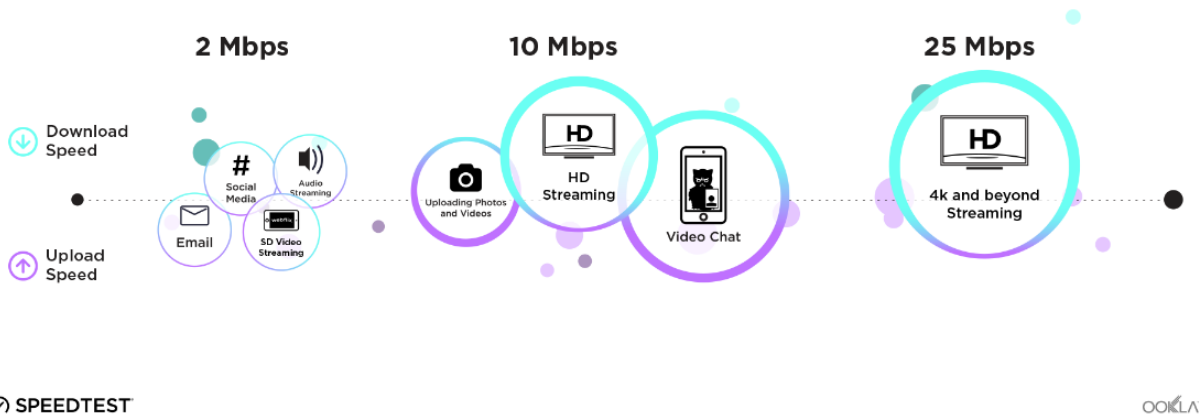 2 Mbps
10 Mbps
25 Mbps
Download
Speed
Upload
Speed
#
Social
Media
Audio
Streaming
Email
webflix
SD Video
Streaming
Uploading Photos
and Videos
HD
HD
Streaming
Video Chat
HD
4k and beyond
Streaming
SPEEDTEST
OOKLA